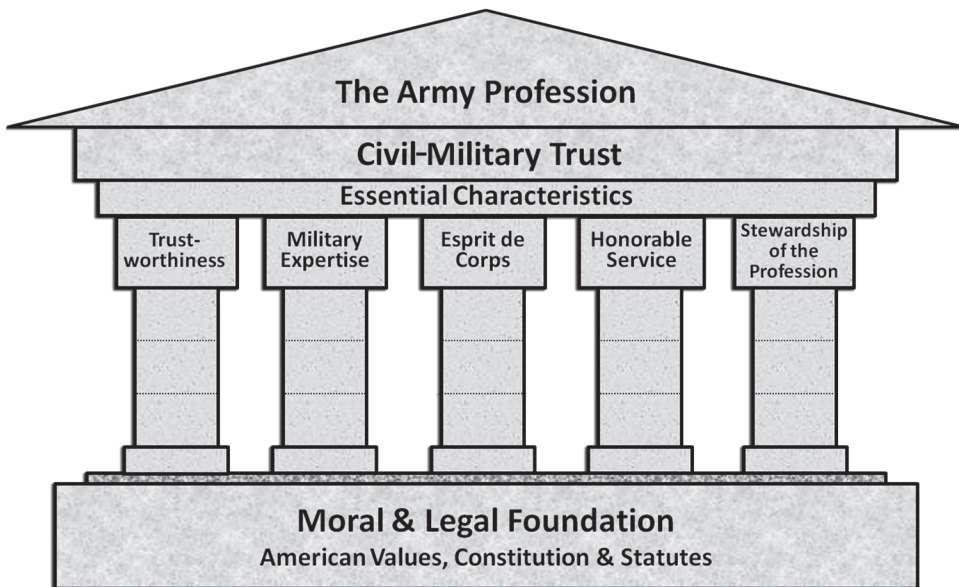 The Army Profession
Civil-Military Trust
Essential Characteristics
Trust-
worthiness
Military
Expertise
Esprit de
Corps
Honorable
Service
Stewardship
of the
Profession
Moral & Legal Foundation
American Values, Constitution & Statutes